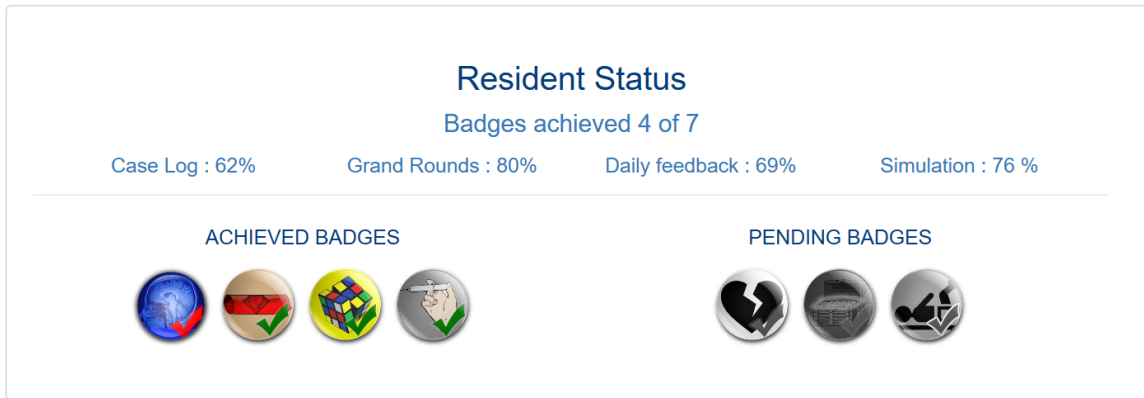 Resident Status
Badges achieved 4 of 7
Case Log : 62% Grand Rounds : 80% Daily feedback : 69% Simulation : 76 %
ACHIEVED BADGES PENDING BADGES